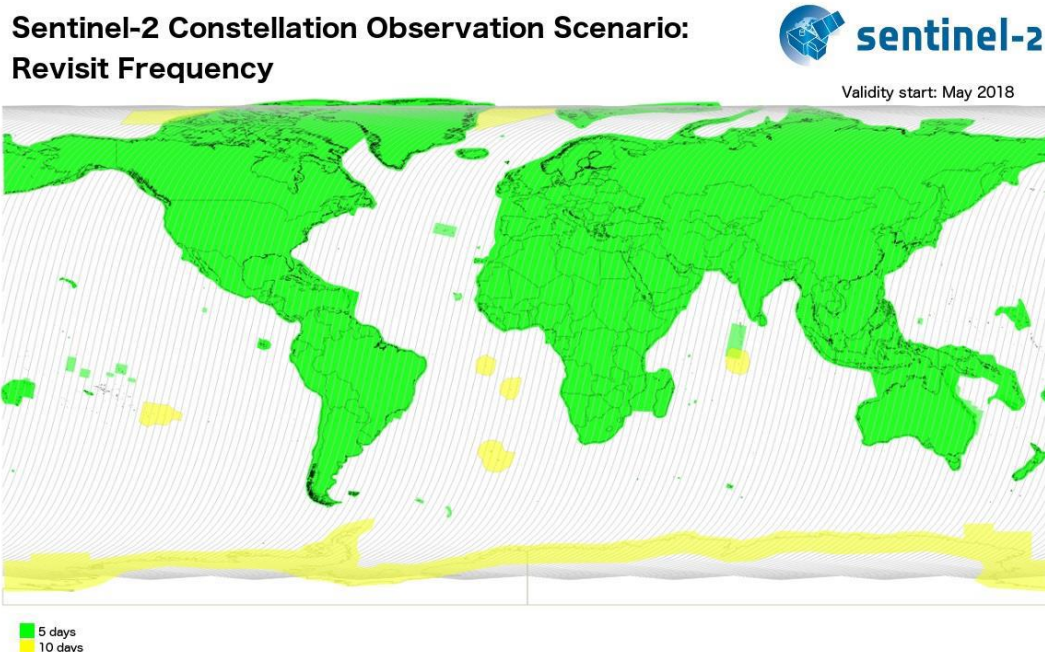 Sentinel-2 Constellation Observation Scenario:
Revisit Frequency
sentinel-2
Validity start: May 2018
5 days
10 days